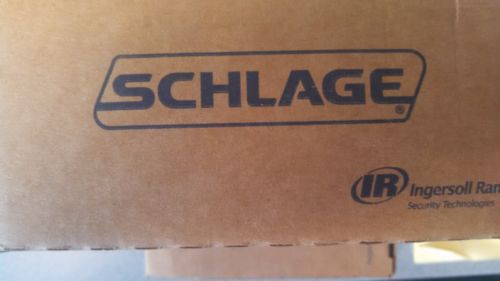 SCHLAGE®
IR Ingersoll Ran
Security Technologies